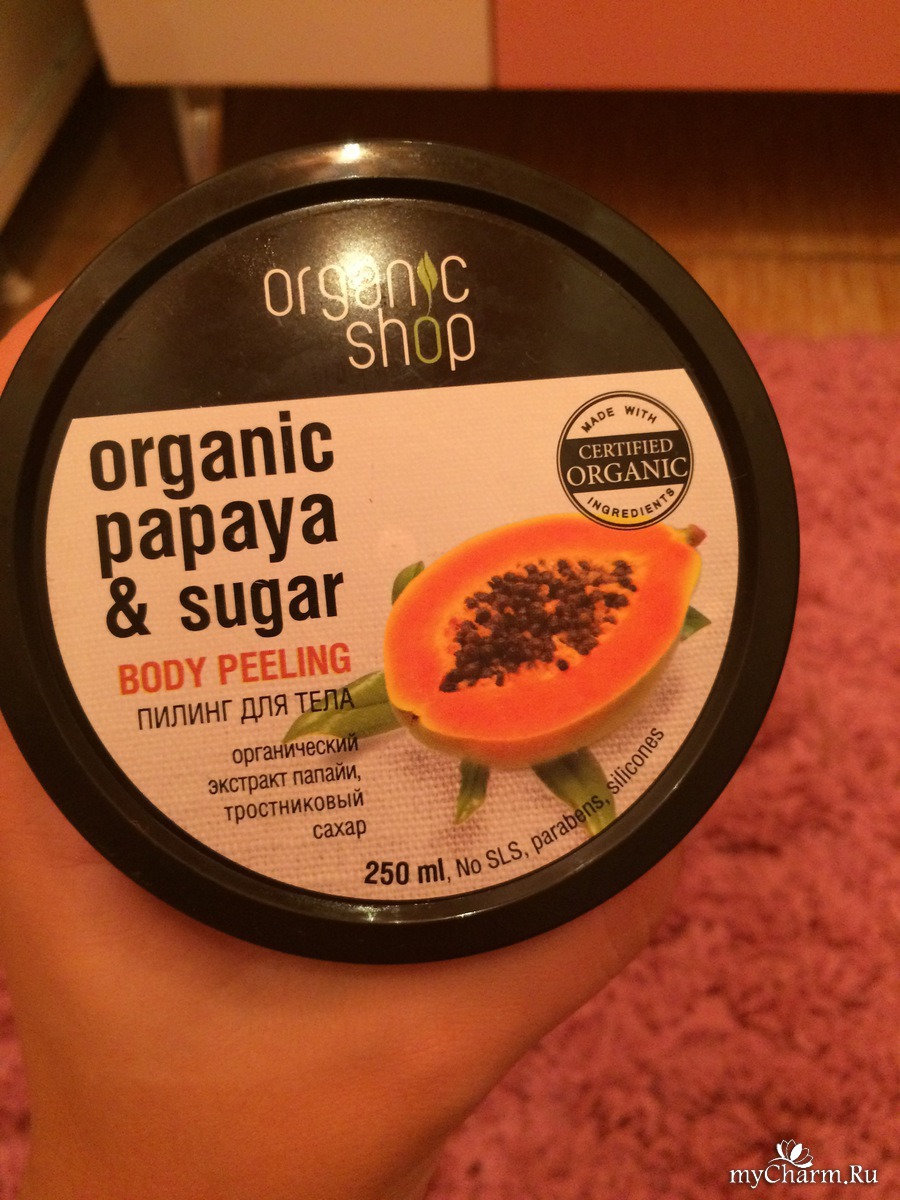 organic
shop
organic
papaya
& sugar
BODY PEELING
ПИЛИНГ ДЛЯ ТЕЛА
органический
экстракт папайи,
тростниковый
сахар
250 ml, No SLS, parabens, silicones
MADE WITH
CERTIFIED
ORGANIC
INGREDIENTS
myCharm.Ru